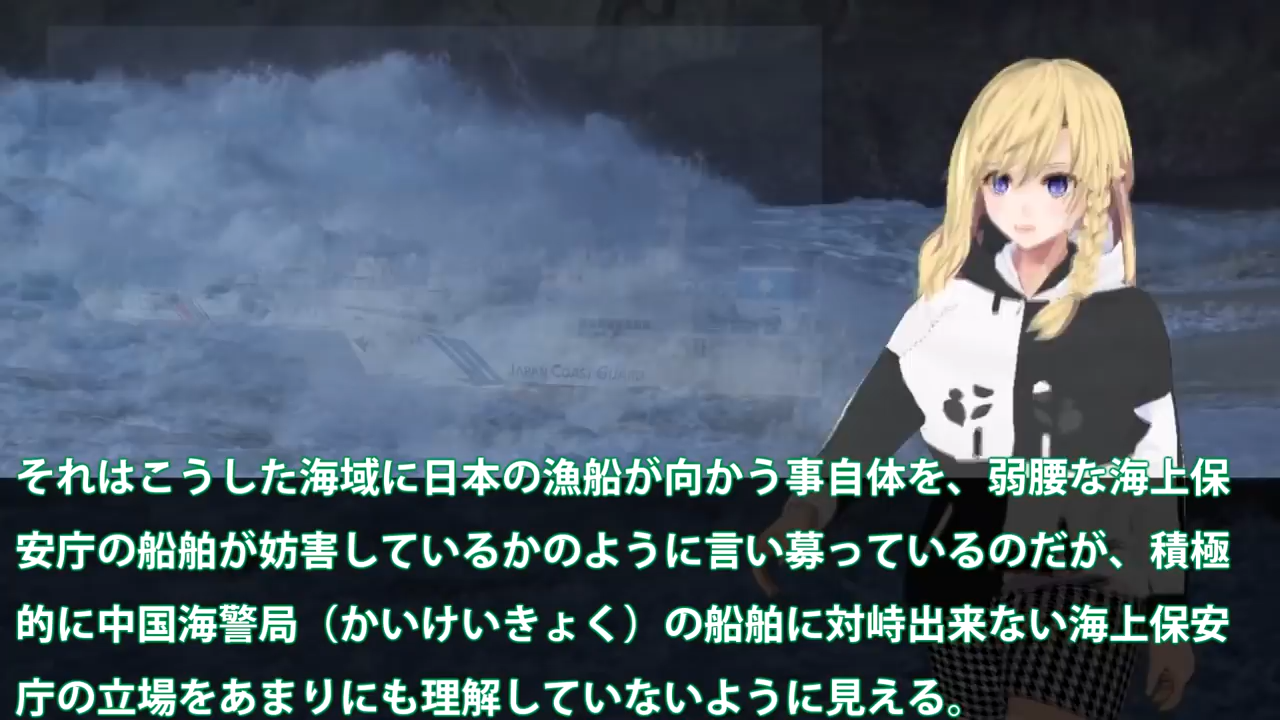 JAPAN COAST GUARD
それはこうした海域に日本の漁船が向かう事自体を、弱腰な海上保
安庁の船舶が妨害しているかのように言い募っているのだが、積極
的に中国海警局（かいけいきょく）の船舶に対峙出来ない海上保安
庁の立場をあまりにも理解していないように見える。